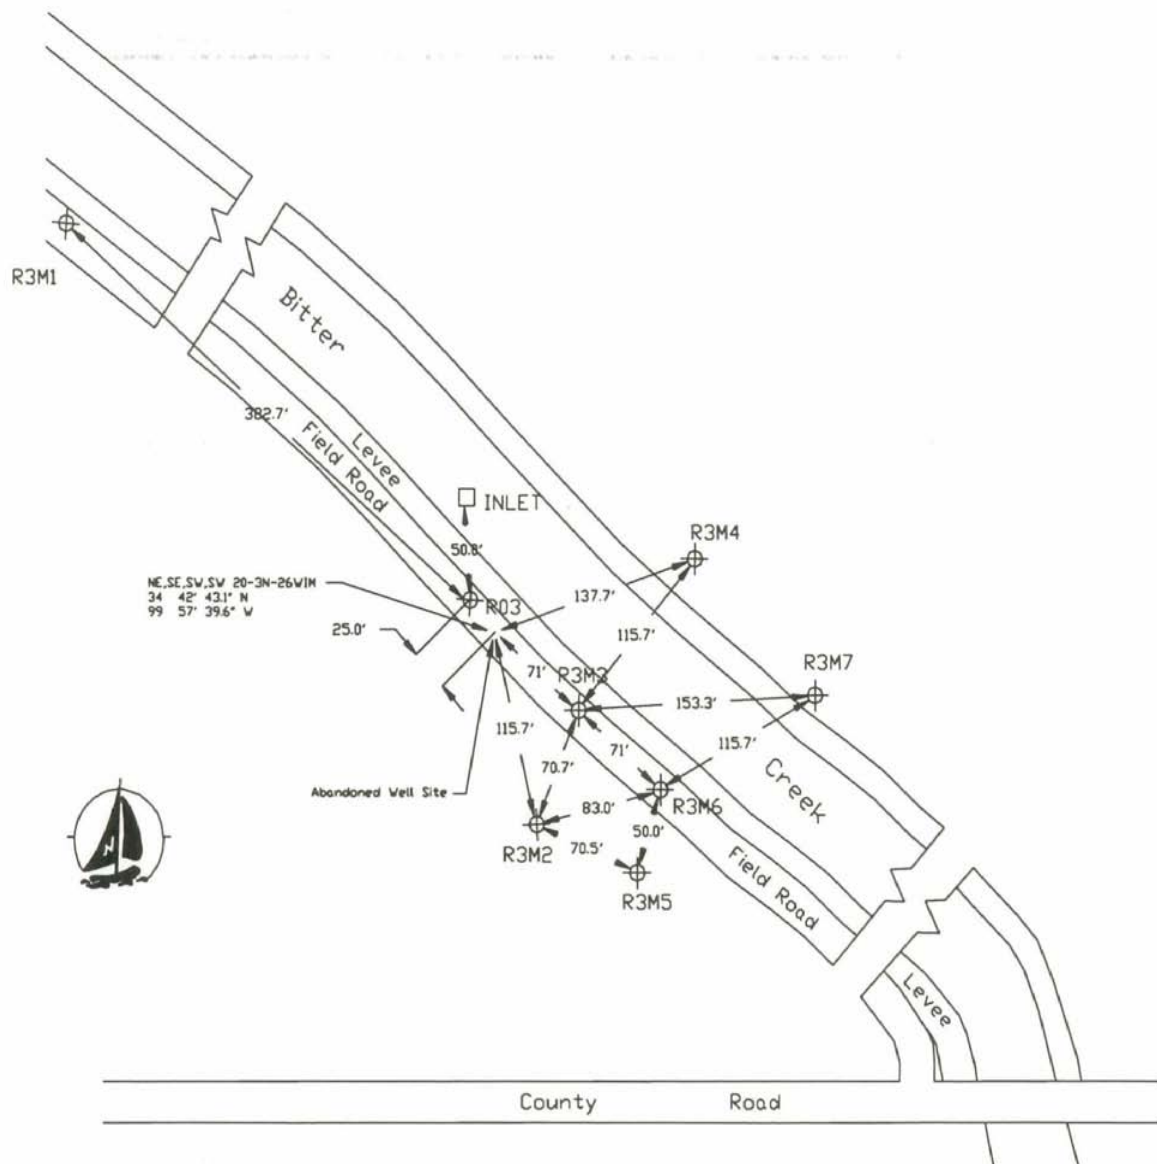 R3M1
Bitter
382.7'
Levee
Field Road
INLET
50.8'
R3M4
NE,SE,SW,SW 20-3N-26WIM
34 42' 43.1" N
99 57' 39.6" W
R03
137.7'
25.0'
115.7'
71'
R3M3
R3M7
153.3'
115.7'
71'
115.7'
70.7'
Creek
Abandoned Well Site
83.0'
R3M6
N
50.0'
R3M2
70.5'
Field Road
R3M5
Levee
County Road